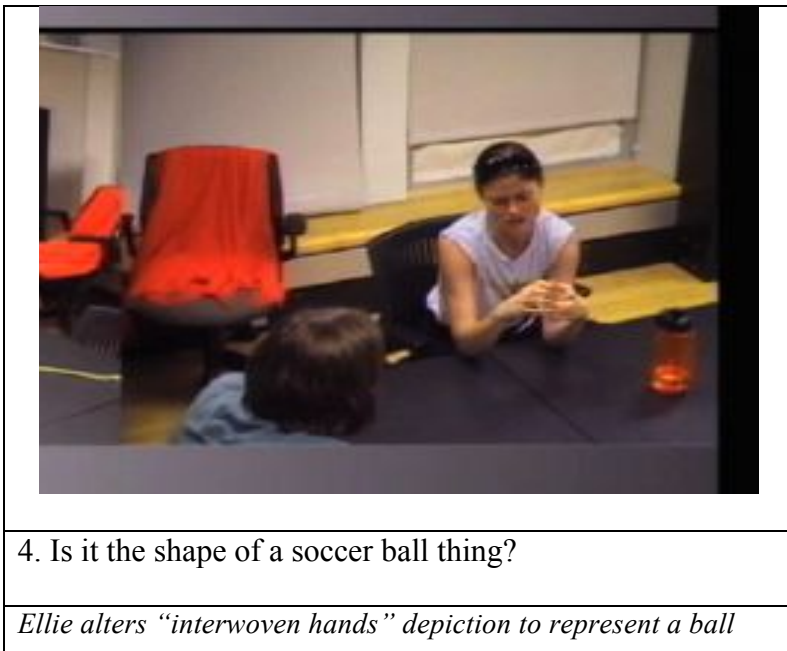 4. Is it the shape of a soccer ball thing?
Ellie alters “interwoven hands” depiction to represent a ball